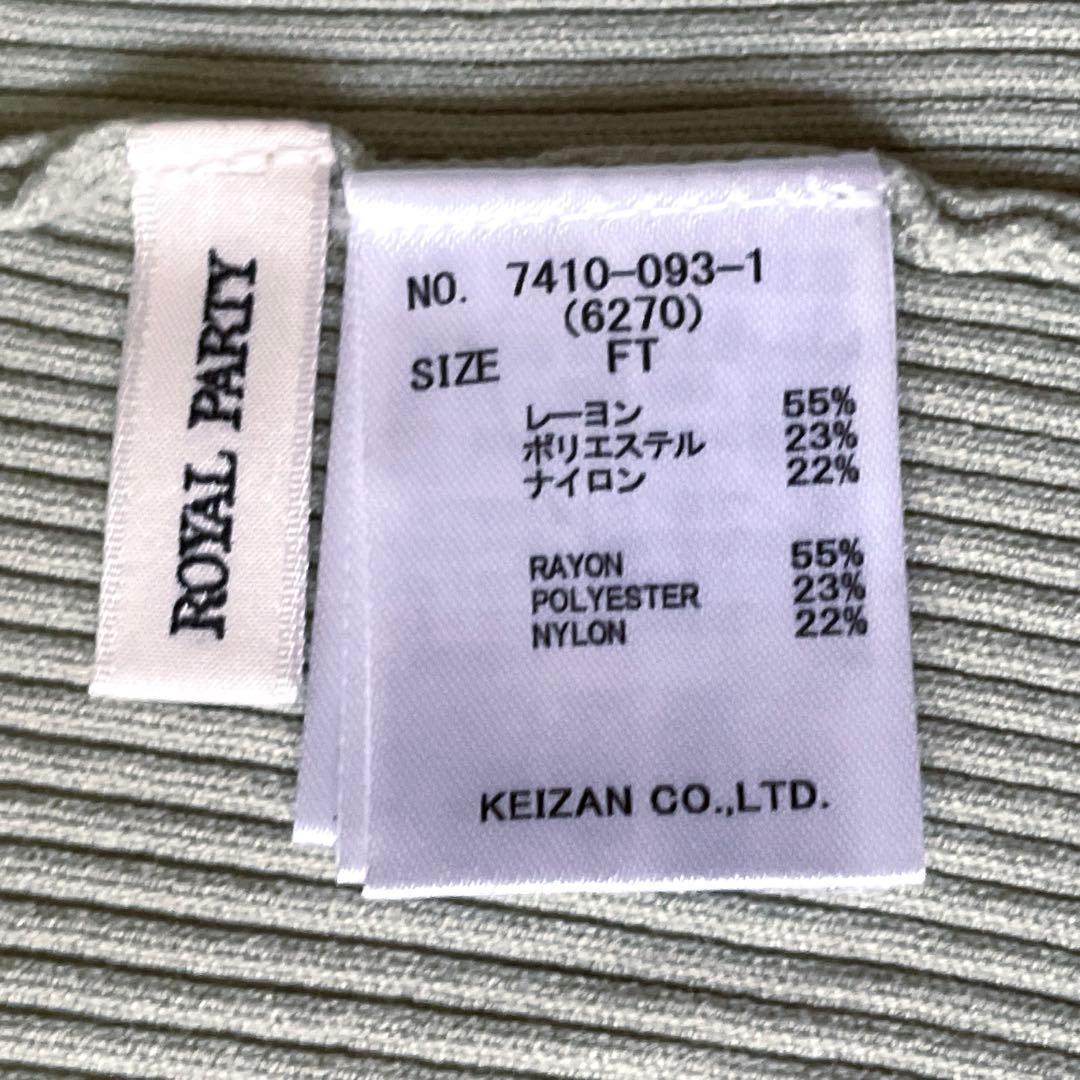 ROYAL PARTY
NO. 7410-093-1
(6270)
SIZE FT
レーヨン 55%
ポリエステル 23%
ナイロン 22%
RAYON 55%
POLYESTER 23%
NYLON 22%
KEIZAN CO.,LTD.